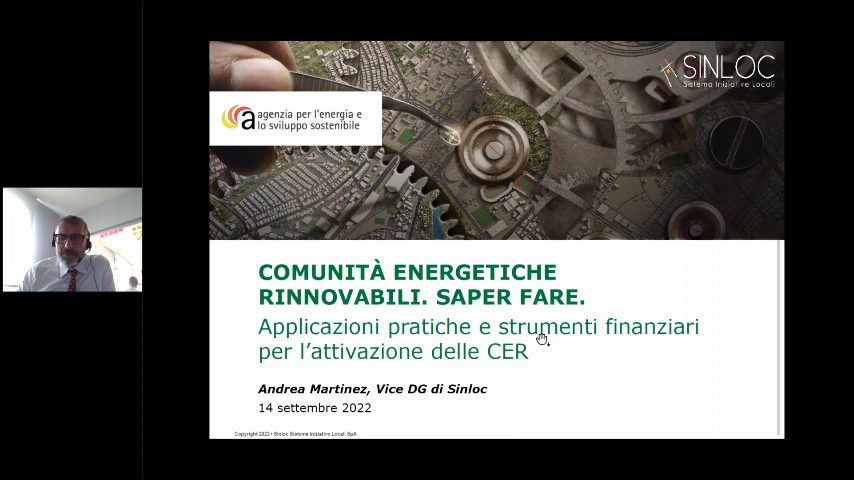 SINLOC
Sistema Iniziative Locali
a agenzia per l'energia e
lo sviluppo sostenibile
COMUNITÀ ENERGETICHE
RINNOVABILI. SAPER FARE.
Applicazioni pratiche e strumenti finanziari
per l'attivazione delle CER
Andrea Martinez, Vice DG di Sinloc
14 settembre 2022
Copyright 2022 • Sinloc Sistema Iniziative Locali SpA